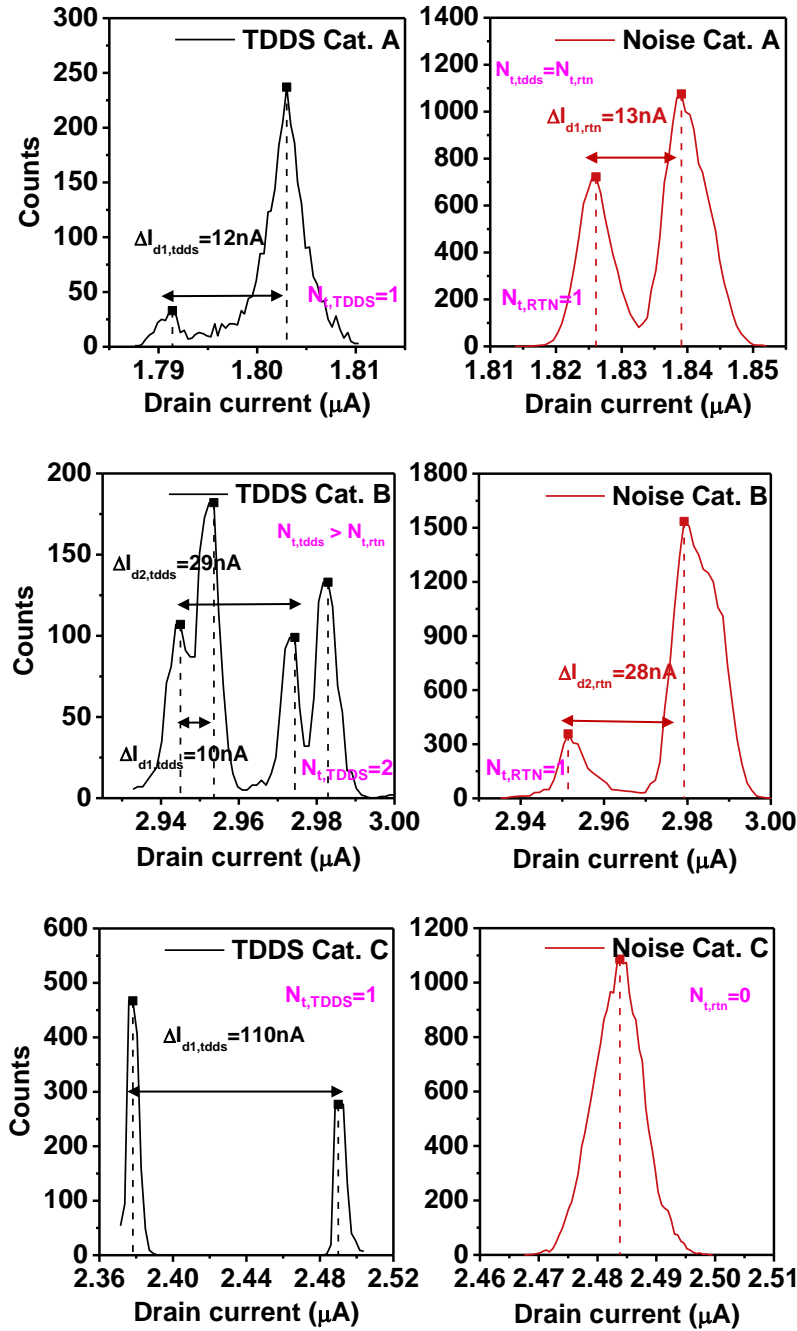 TDDS Cat. A
300
250
200
150
100
50
0
Counts
ΔI_d1,tdds=12nA
N_t,TDDS=1
1.79 1.80 1.81
Drain current (μA)
Noise Cat. A
1400
1200
1000
800
600
400
200
0
N_t,tdds=N_t,rtn
ΔI_d1,rtn=13nA
N_t,RTN=1
1.81 1.82 1.83 1.84 1.85
Drain current (μA)
TDDS Cat. B
200
150
100
50
0
Counts
N_t,tdds > N_t,rtn
ΔI_d2,tdds=29nA
ΔI_d1,tdds=10nA
N_t,TDDS=2
2.94 2.96 2.98 3.00
Drain current (μA)
Noise Cat. B
1800
1500
1200
900
600
300
0
ΔI_d2,rtn=28nA
N_t,RTN=1
2.94 2.96 2.98 3.00
Drain current (μA)
TDDS Cat. C
600
500
400
300
200
100
0
Counts
N_t,TDDS=1
ΔI_d1,tdds=110nA
2.36 2.40 2.44 2.48 2.52
Drain current (μA)
Noise Cat. C
1200
1000
800
600
400
200
0
N_t,rtn=0
2.46 2.47 2.48 2.49 2.50 2.51
Drain current (μA)